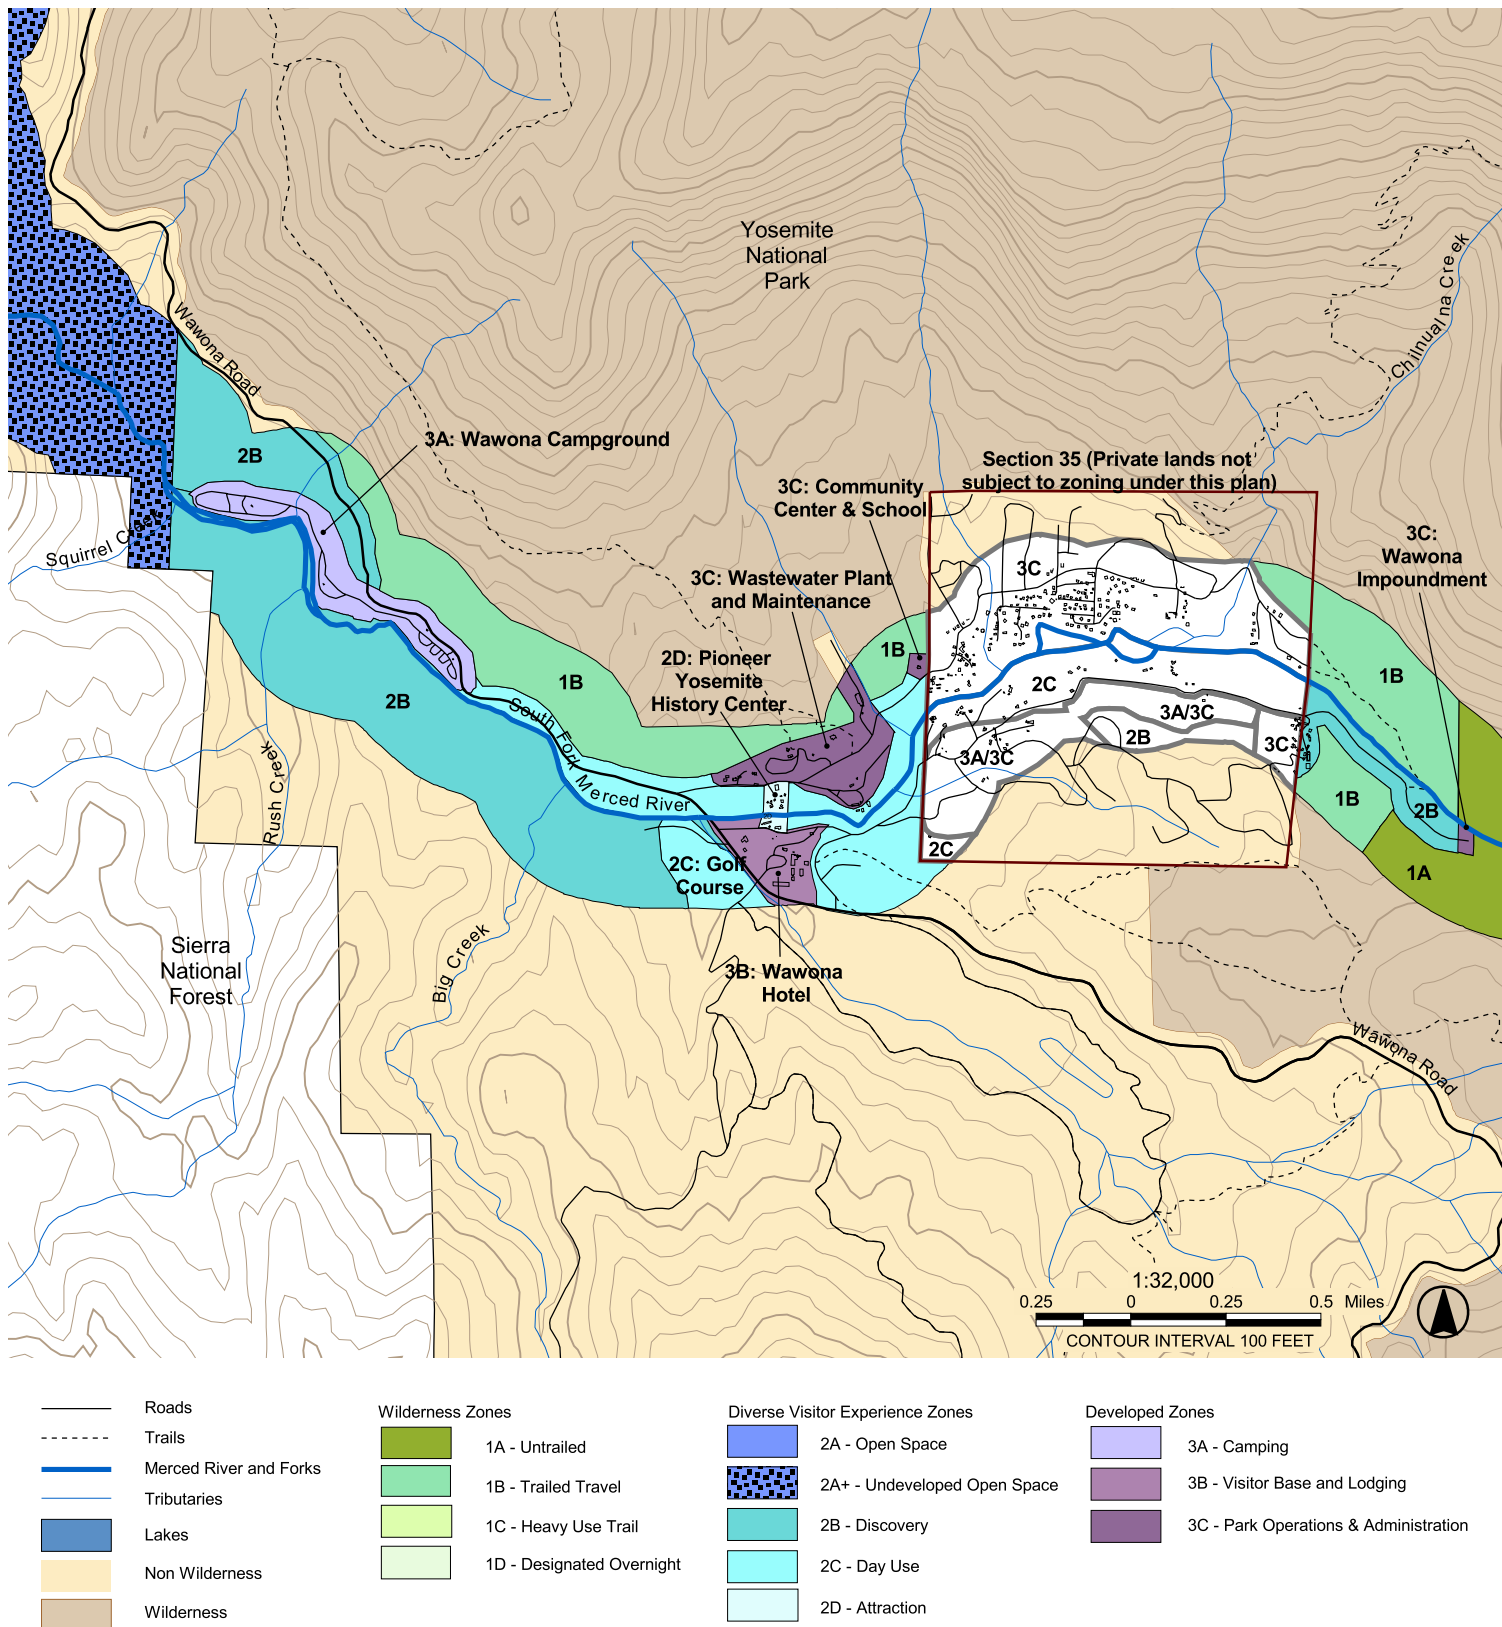 Yosemite
National
Park
Chilnualna Creek
Wawona Road
3A: Wawona Campground
2B
Section 35 (Private lands not
subject to zoning under this plan)
3C: Community
Center & School
3C:
Wawona
Impoundment
Squirrel Creek
3C: Wastewater Plant
and Maintenance
3C
2D: Pioneer
Yosemite
History Center
1B
1B
2B
2C
1B
South Fork Merced River
3A/3C
2B
3C
3A/3C
Rush Creek
1B
2B
2C: Golf
Course
2C
1A
Sierra
National
Forest
Big Creek
3B: Wawona
Hotel
Wawona Road
1:32,000
0.25 0 0.25 0.5 Miles
CONTOUR INTERVAL 100 FEET
Roads
Trails
Merced River and Forks
Tributaries
Lakes
Non Wilderness
Wilderness
Wilderness Zones
1A - Untrailed
1B - Trailed Travel
1C - Heavy Use Trail
1D - Designated Overnight
Diverse Visitor Experience Zones
2A - Open Space
2A+ - Undeveloped Open Space
2B - Discovery
2C - Day Use
2D - Attraction
Developed Zones
3A - Camping
3B - Visitor Base and Lodging
3C - Park Operations & Administration